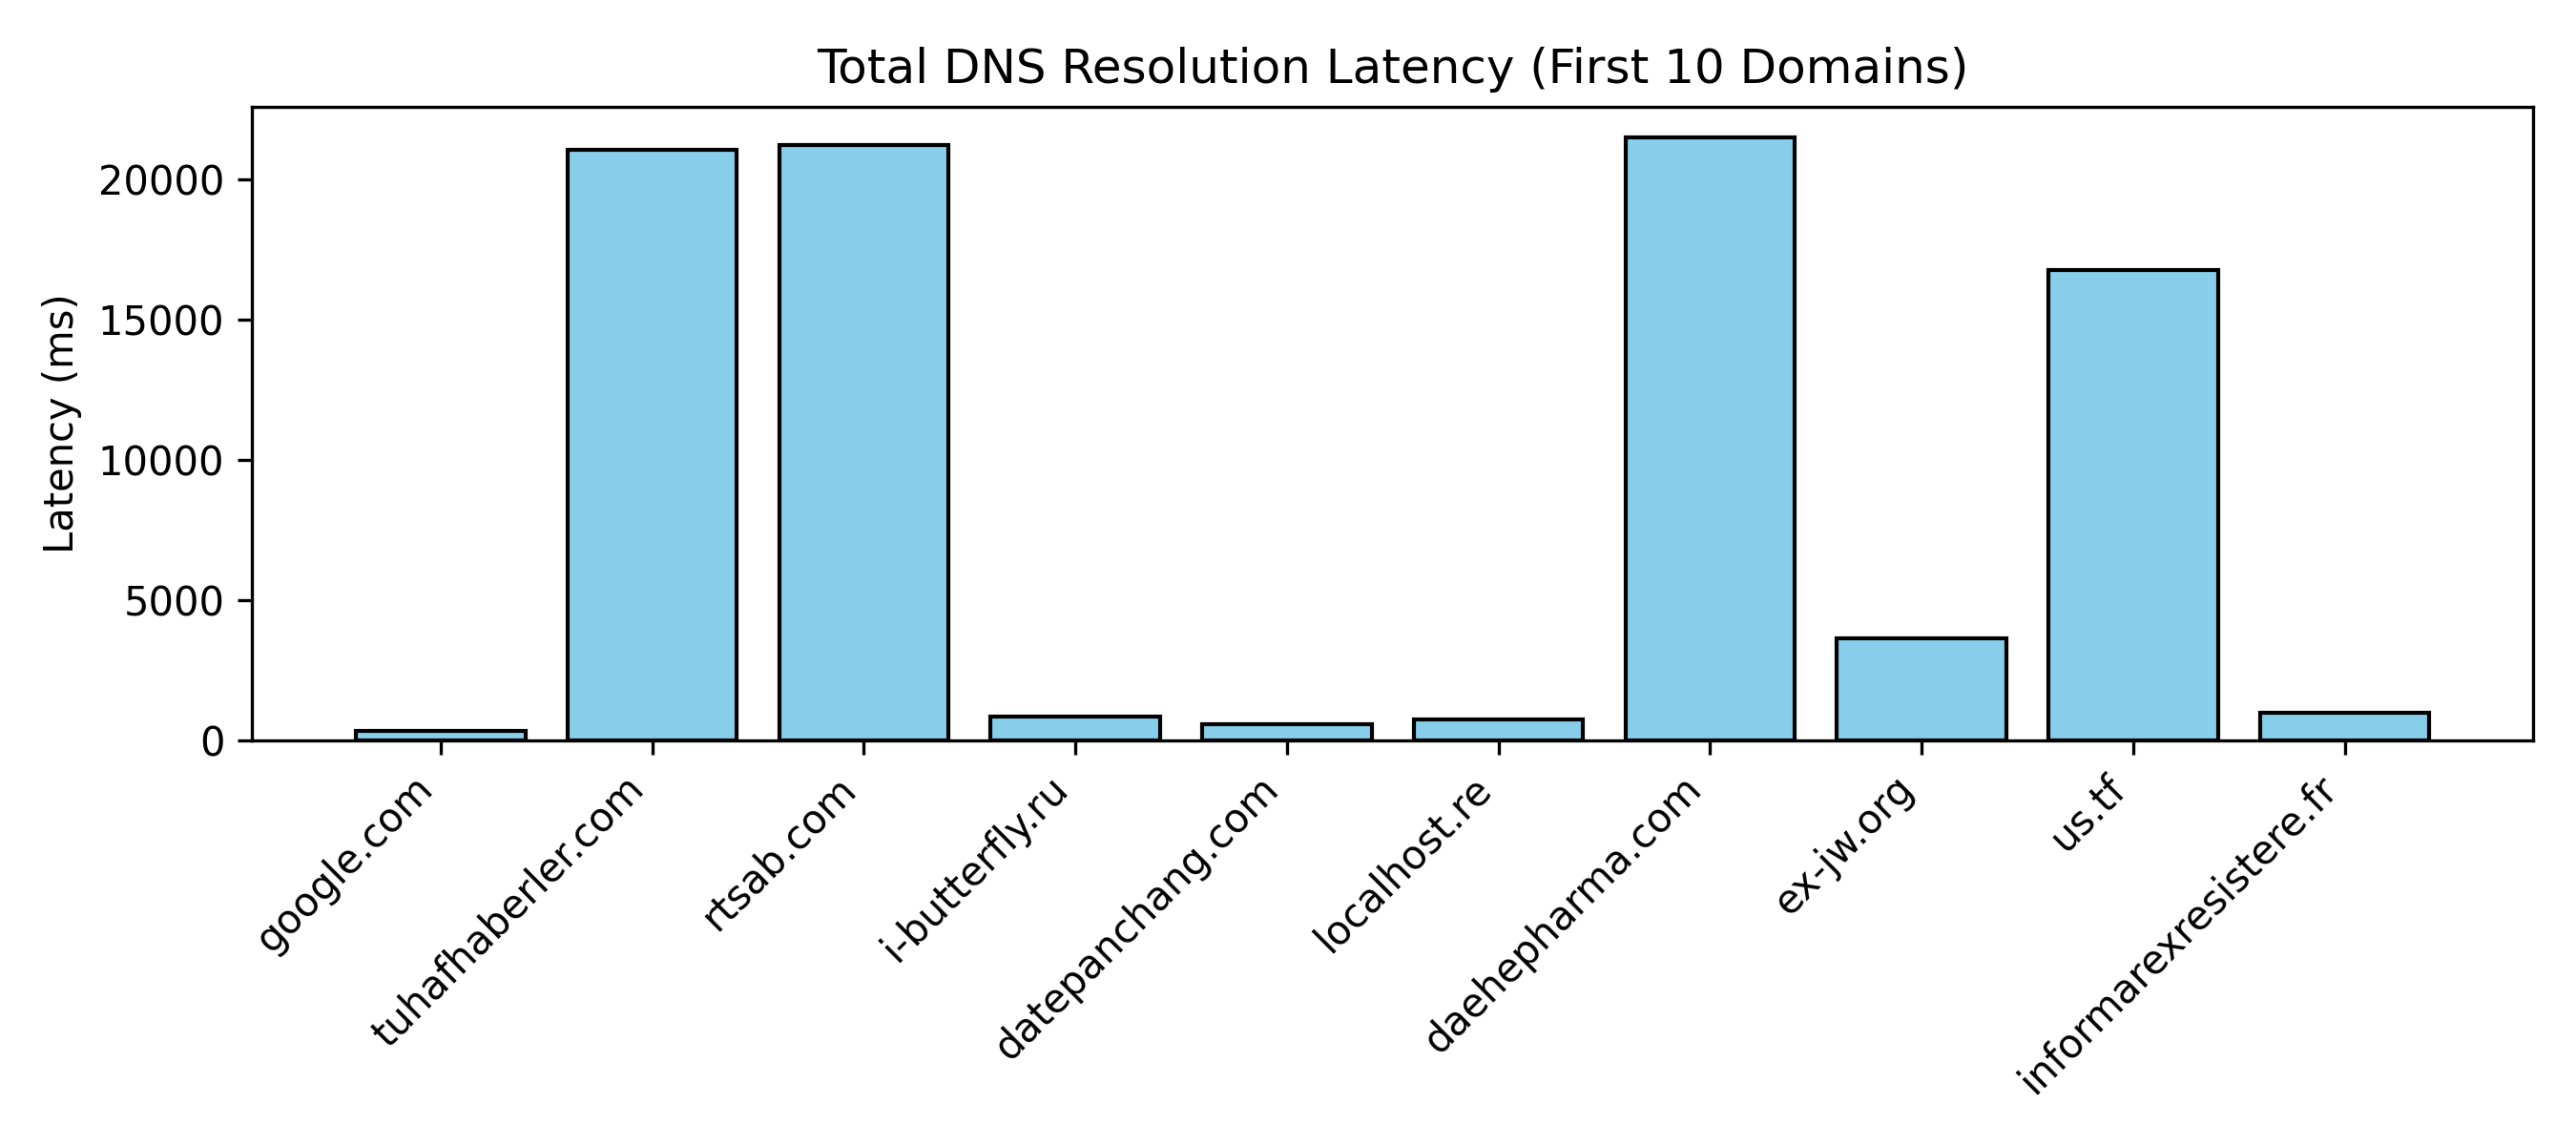 Total DNS Resolution Latency (First 10 Domains)
Latency (ms)
20000
15000
10000
5000
0
google.com
tuhafhaberler.com
rtsab.com
i-butterfly.ru
datepanchang.com
localhost.re
daehepharma.com
ex-jw.org
us.tf
informarexresistere.fr